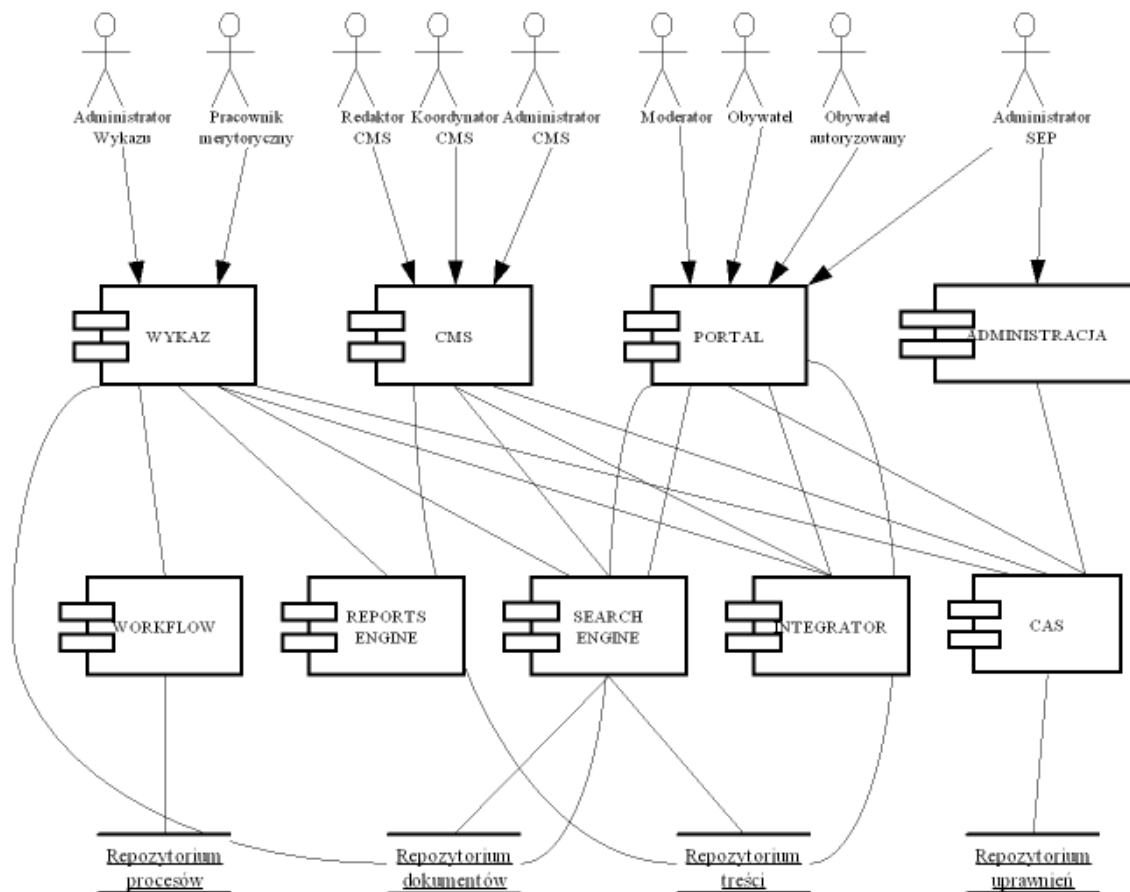 Administrator
Wykazu
Pracownik
merytoryczny
Redaktor
CMS
Koordynator
CMS
Administrator
CMS
Moderator
Obywatel
Obywatel
autoryzowany
Administrator
SEP
WYKAZ
CMS
PORTAL
ADMINISTRACJA
WORKFLOW
REPORTS
ENGINE
SEARCH
ENGINE
INTEGRATOR
CAS
Repozytorium
procesów
Repozytorium
dokumentów
Repozytorium
treści
Repozytorium
uprawnień